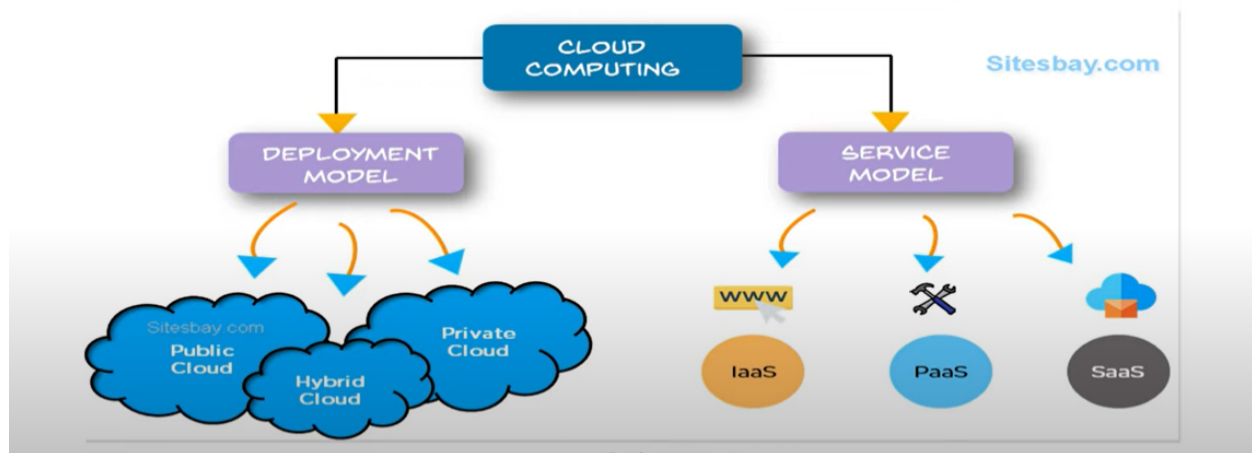 CLOUD
COMPUTING
Sitesbay.com
DEPLOYMENT
MODEL
SERVICE
MODEL
Sitesbay.com
Public
Cloud
Hybrid
Cloud
Private
Cloud
WWW
IaaS
PaaS
SaaS